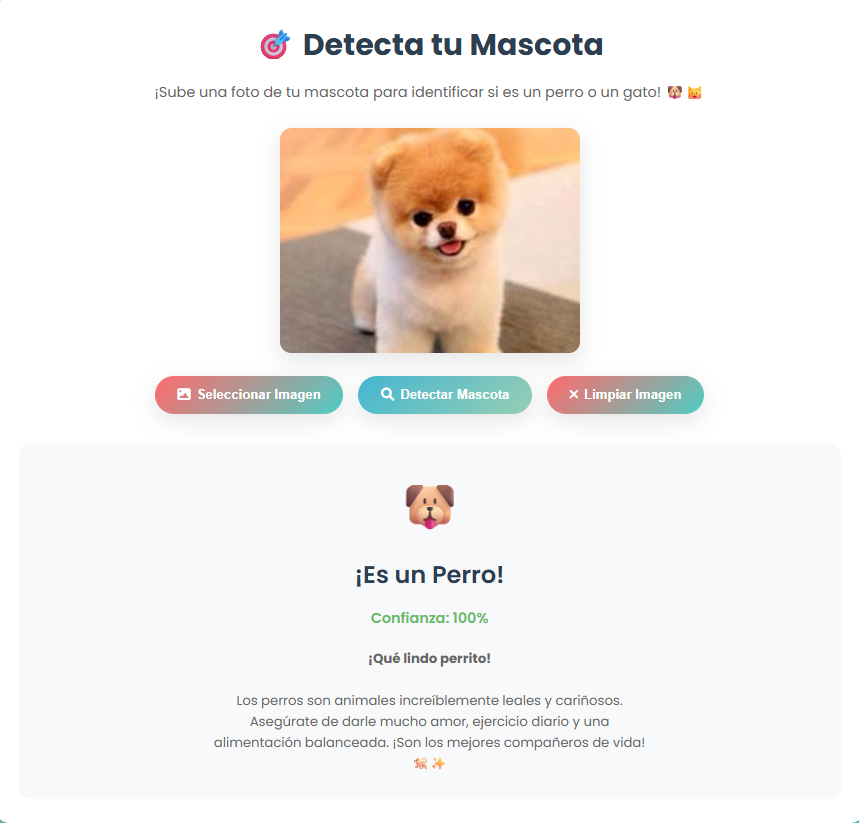 🎯 Detecta tu Mascota
¡Sube una foto de tu mascota para identificar si es un perro o un gato! 🐶 🐱
Seleccionar Imagen
Detectar Mascota
Limpiar Imagen
¡Es un Perro!
Confianza: 100%
¡Qué lindo perrito!
Los perros son animales increíblemente leales y cariñosos.
Asegúrate de darle mucho amor, ejercicio diario y una
alimentación balanceada. ¡Son los mejores compañeros de vida!